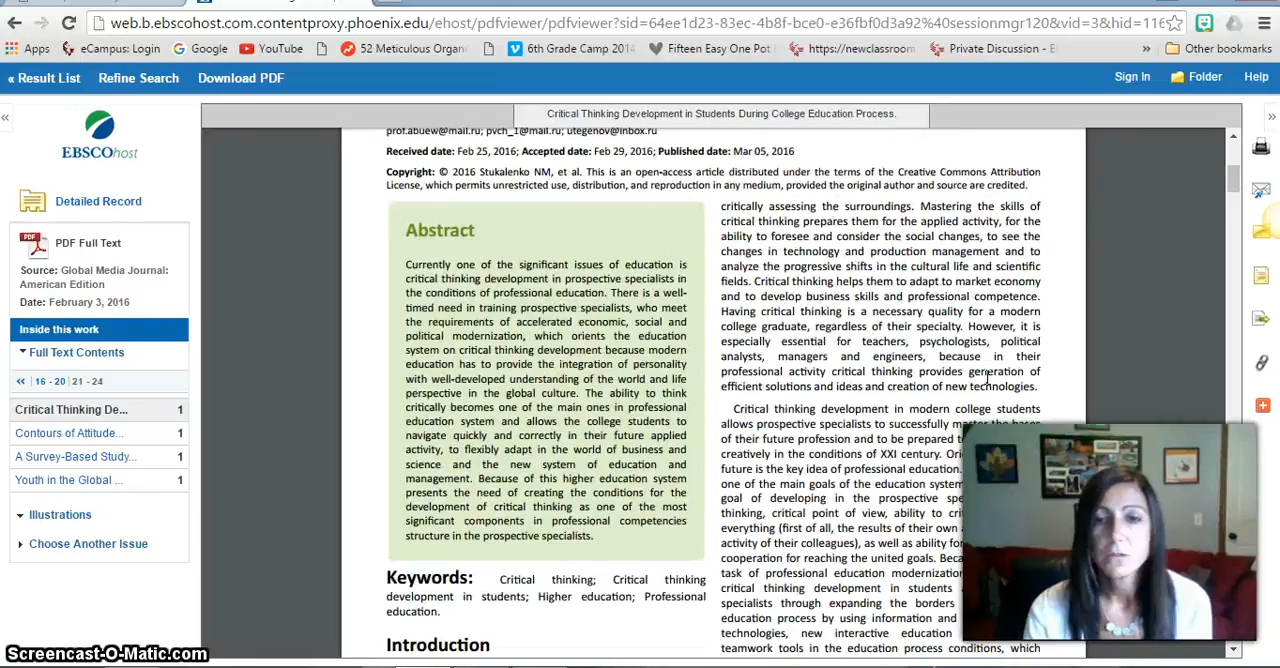 web.b.ebscohost.com.contentproxy.phoenix.edu/ehost/pdfviewer/pdfviewer?sid=64ee1d23-83ec-4b8f-bce0-e36fbf0d3a92%40sessionmgr120&vid=3&hid=116
Apps eCampus: Login Google YouTube 52 Meticulous Organ 6th Grade Camp 2014 Fifteen Easy One Pot https://newclassroom Private Discussion - E » Other bookmarks
« Result List Refine Search Download PDF Sign In Folder Help
Critical Thinking Development in Students During College Education Process.
EBSCOhost
Detailed Record
PDF Full Text
Source: Global Media Journal:
American Edition
Date: February 3, 2016
Inside this work
Full Text Contents
«  16 - 20  21 - 24
Critical Thinking De... 1
Contours of Attitude... 1
A Survey-Based Study... 1
Youth in the Global ... 1
Illustrations
Choose Another Issue
prof.abuew@mail.ru; pvch_1@mail.ru; utegenov@inbox.ru
Received date: Feb 25, 2016; Accepted date: Feb 29, 2016; Published date: Mar 05, 2016
Copyright: © 2016 Stukalenko NM, et al. This is an open-access article distributed under the terms of the Creative Commons Attribution
License, which permits unrestricted use, distribution, and reproduction in any medium, provided the original author and source are credited.
Abstract
Currently one of the significant issues of education is
critical thinking development in prospective specialists in
the conditions of professional education. There is a well-
timed need in training prospective specialists, who meet
the requirements of accelerated economic, social and
political modernization, which orients the education
system on critical thinking development because modern
education has to provide the integration of personality
with well-developed understanding of the world and life
perspective in the global culture. The ability to think
critically becomes one of the main ones in professional
education system and allows the college students to
navigate quickly and correctly in their future applied
activity, to flexibly adapt in the world of business and
science and the new system of education and
management. Because of this higher education system
presents the need of creating the conditions for the
development of critical thinking as one of the most
significant components in professional competencies
structure in the prospective specialists.
Keywords: Critical thinking; Critical thinking
development in students; Higher education; Professional
education.
Introduction
critically assessing the surroundings. Mastering the skills of
critical thinking prepares them for the applied activity, for the
ability to foresee and consider the social changes, to see the
changes in technology and production management and to
analyze the progressive shifts in the cultural life and scientific
fields. Critical thinking helps them to adapt to market economy
and to develop business skills and professional competence.
Having critical thinking is a necessary quality for a modern
college graduate, regardless of their specialty. However, it is
especially essential for teachers, psychologists, political
analysts, managers and engineers, because in their
professional activity critical thinking provides generation of
efficient solutions and ideas and creation of new technologies.
Critical thinking development in modern college students
allows prospective specialists to successfully master the bases
of their future profession and to be prepared t
creatively in the conditions of XXI century. Ori
future is the key idea of professional education.
one of the main goals of the education system
goal of developing in the prospective spe
thinking, critical point of view, ability to cri
everything (first of all, the results of their own
activity of their colleagues), as well as ability for
cooperation for reaching the united goals. Beca
task of professional education modernization
critical thinking development in students
specialists through expanding the borders
education process by using information and
technologies, new interactive education
teamwork tools in the education process conditions, which
Screencast-O-Matic.com